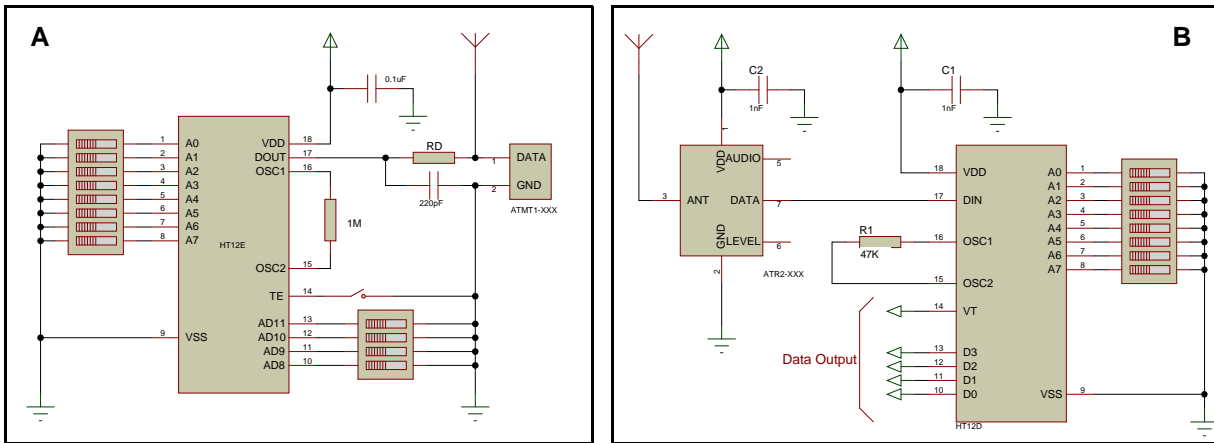 A
0.1uF
A0 1
A1 2
A2 3
A3 4
A4 5
A5 6
A6 7
A7 8
VSS 9
HT12E
VDD 18
DOUT 17
OSC1 16
OSC2 15
TE 14
AD11 13
AD10 12
AD9 11
AD8 10
RD
220pF
1M
1 DATA
2 GND
ATMT1-XXX
B
C2
1nF
C1
1nF
1
VDD
AUDIO 5
3 ANT
DATA 7
GND
LEVEL 6
2
ATR2-XXX
R1
47K
18 VDD
17 DIN
16 OSC1
15 OSC2
14 VT
13 D3
12 D2
11 D1
10 D0
A0 1
A1 2
A2 3
A3 4
A4 5
A5 6
A6 7
A7 8
VSS 9
HT12D
Data Output